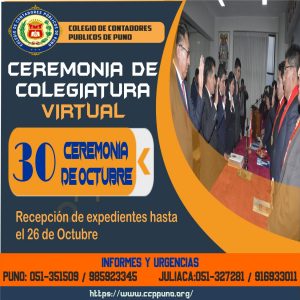 COLEGIO DE CONTADORES
PUBLICOS DE PUNO
CEREMONIA DE
COLEGIATURA
VIRTUAL
30
CEREMONIA
DE OCTUBRE
Recepción de expedientes hasta
el 26 de Octubre
INFORMES Y URGENCIAS
PUNO: 051-351509 / 985923345 JULIACA:051-327281 / 916933011
https://www.ccppuno.org/